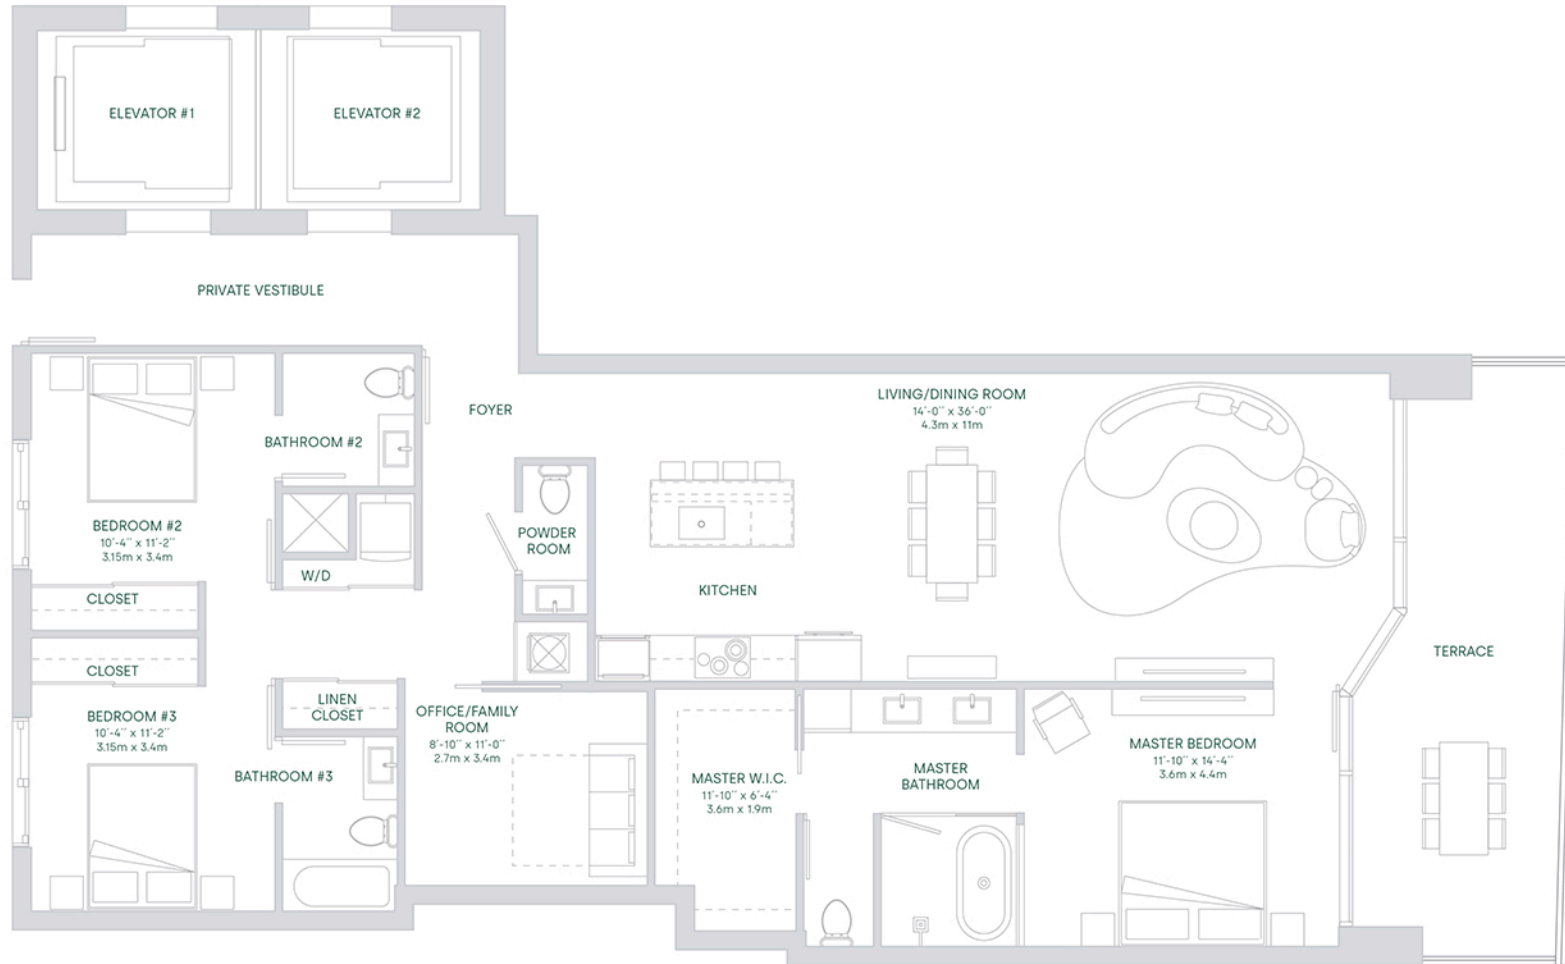 ELEVATOR #1
ELEVATOR #2
PRIVATE VESTIBULE
FOYER
LIVING/DINING ROOM
14'-0'' x 36'-0''
4.3m x 11m
BATHROOM #2
BEDROOM #2
10'-4'' x 11'-2''
3.15m x 3.4m
POWDER
ROOM
W/D
KITCHEN
CLOSET
CLOSET
TERRACE
LINEN
CLOSET
BEDROOM #3
10'-4'' x 11'-2''
3.15m x 3.4m
OFFICE/FAMILY
ROOM
8'-10'' x 11'-0''
2.7m x 3.4m
BATHROOM #3
MASTER W.I.C.
11'-10'' x 6'-4''
3.6m x 1.9m
MASTER
BATHROOM
MASTER BEDROOM
11'-10'' x 14'-4''
3.6m x 4.4m